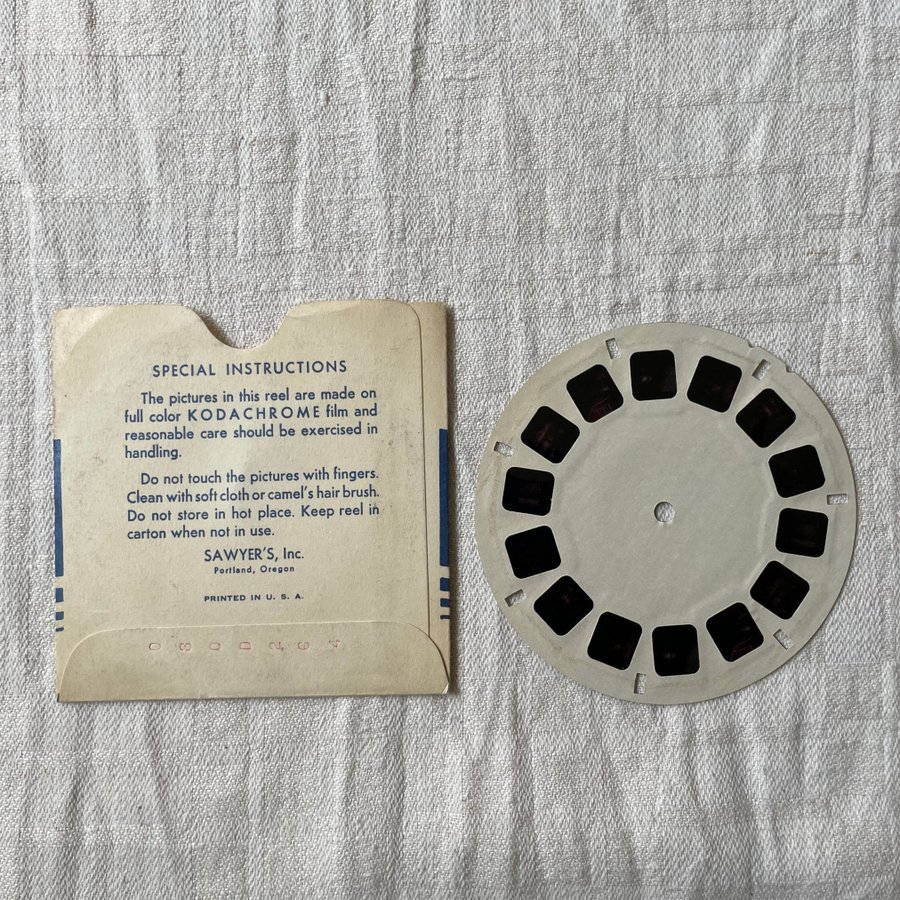 SPECIAL INSTRUCTIONS
The pictures in this reel are made on
full color KODACHROME film and
reasonable care should be exercised in
handling.
Do not touch the pictures with fingers.
Clean with soft cloth or camel's hair brush.
Do not store in hot place. Keep reel in
carton when not in use.
SAWYER'S, Inc.
Portland, Oregon
PRINTED IN U. S. A.